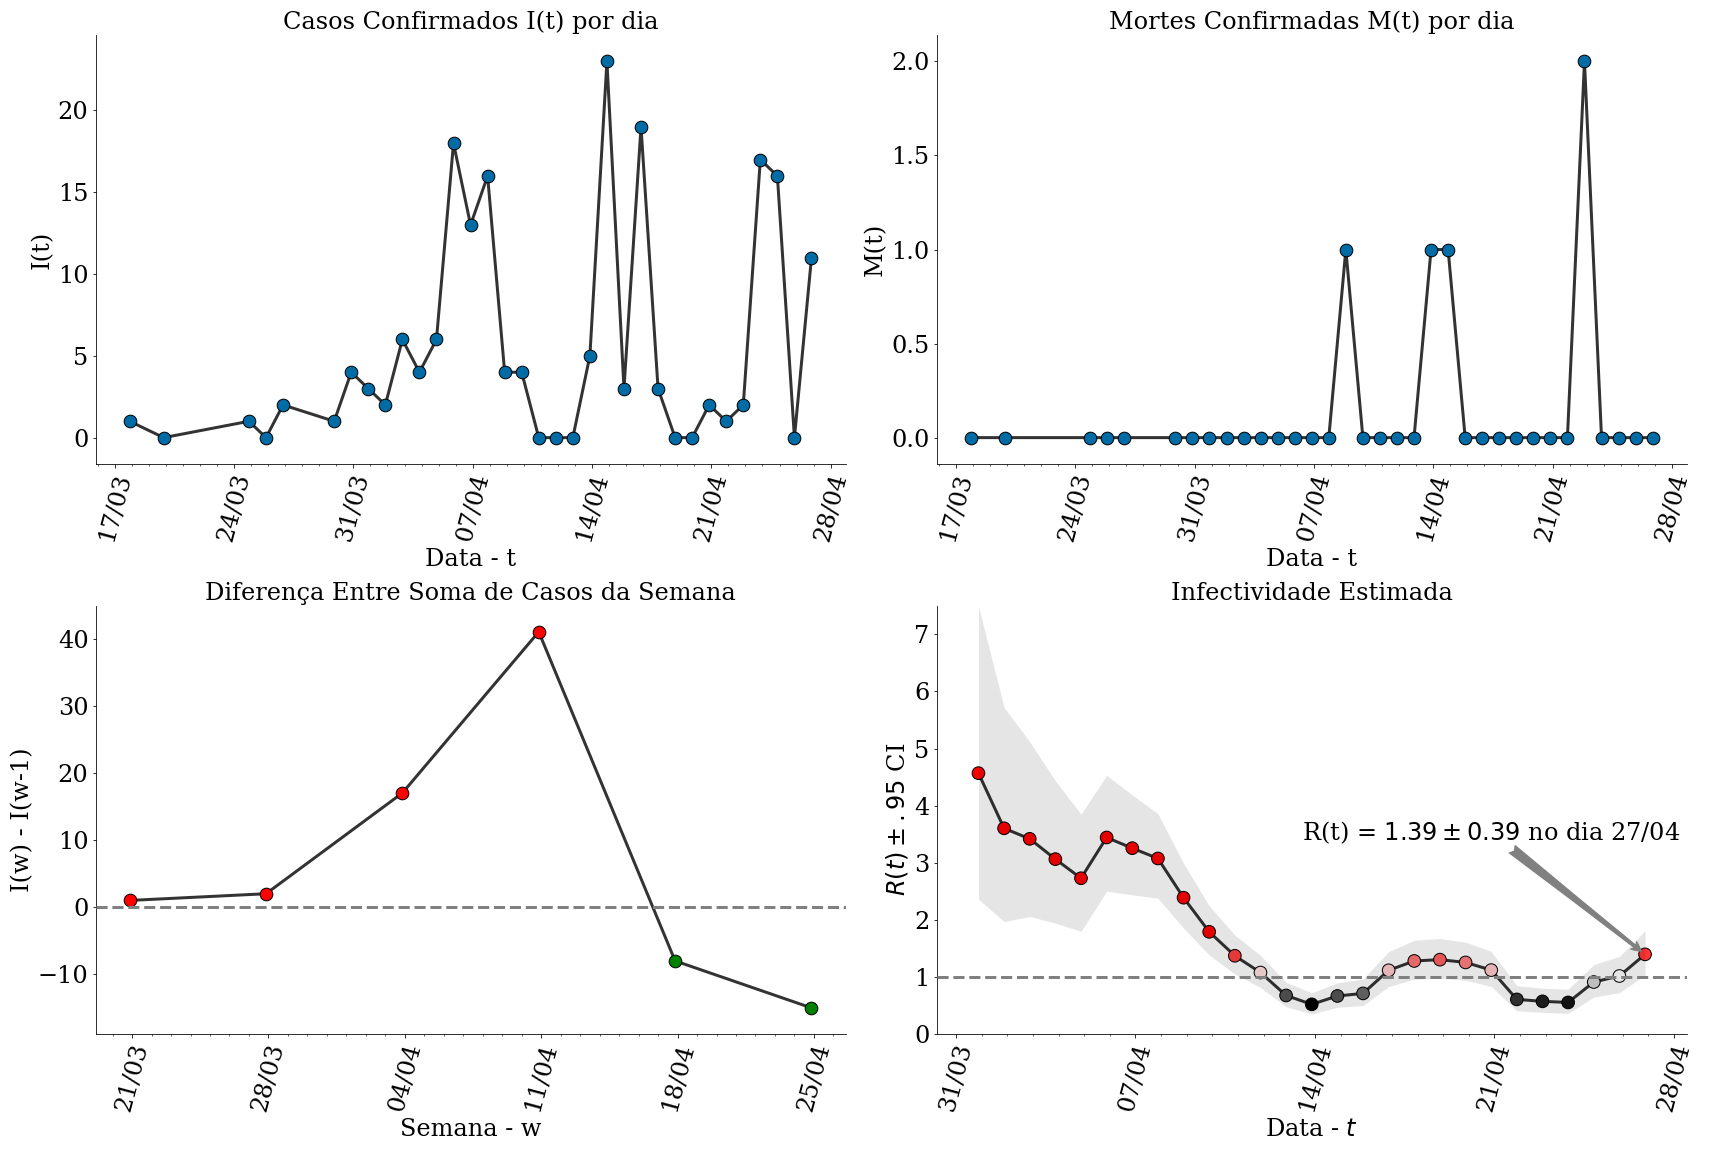 Casos Confirmados I(t) por dia
I(t)
20
15
10
5
0
17/03 24/03 31/03 07/04 14/04 21/04 28/04
Data - t
Mortes Confirmadas M(t) por dia
M(t)
2.0
1.5
1.0
0.5
0.0
17/03 24/03 31/03 07/04 14/04 21/04 28/04
Data - t
Diferença Entre Soma de Casos da Semana
I(w) - I(w-1)
40
30
20
10
0
−10
21/03 28/03 04/04 11/04 18/04 25/04
Semana - w
Infectividade Estimada
R(t) ± .95 CI
7
6
5
4
3
2
1
0
R(t) = 1.39 ± 0.39 no dia 27/04
31/03 07/04 14/04 21/04 28/04
Data - t